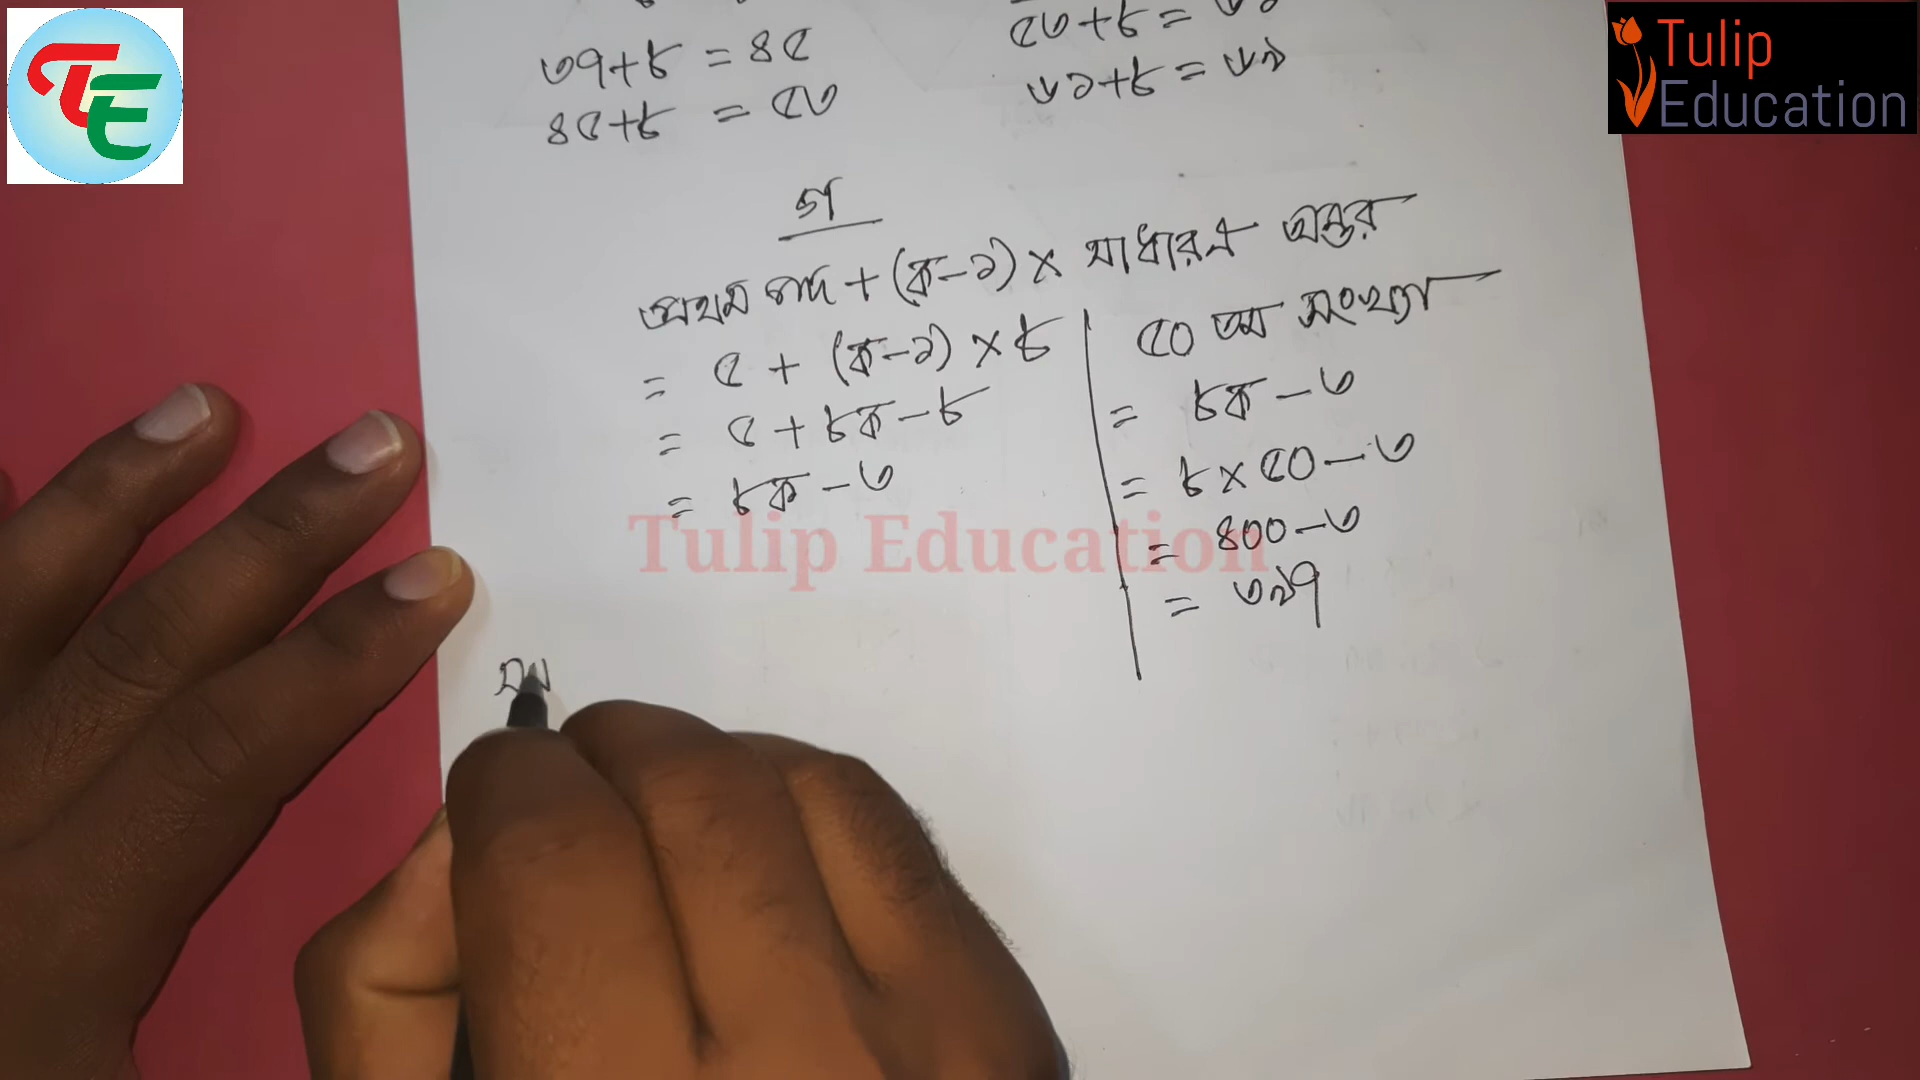 TE
Tulip
Education
৩৭+৮ = ৪৫
৪৫+৮ = ৫৩
৫৩+৮ =
৬১+৮ = ৬৯
গ
প্রথম পদ + (ক-১) × সাধারণ অন্তর
= ৫ + (ক-১) × ৮
= ৫ + ৮ক - ৮
= ৮ক - ৩
৫০ তম সংখ্যা
= ৮ক - ৩
= ৮ × ৫০ - ৩
= ৪০০ - ৩
= ৩৯৭
Tulip Education